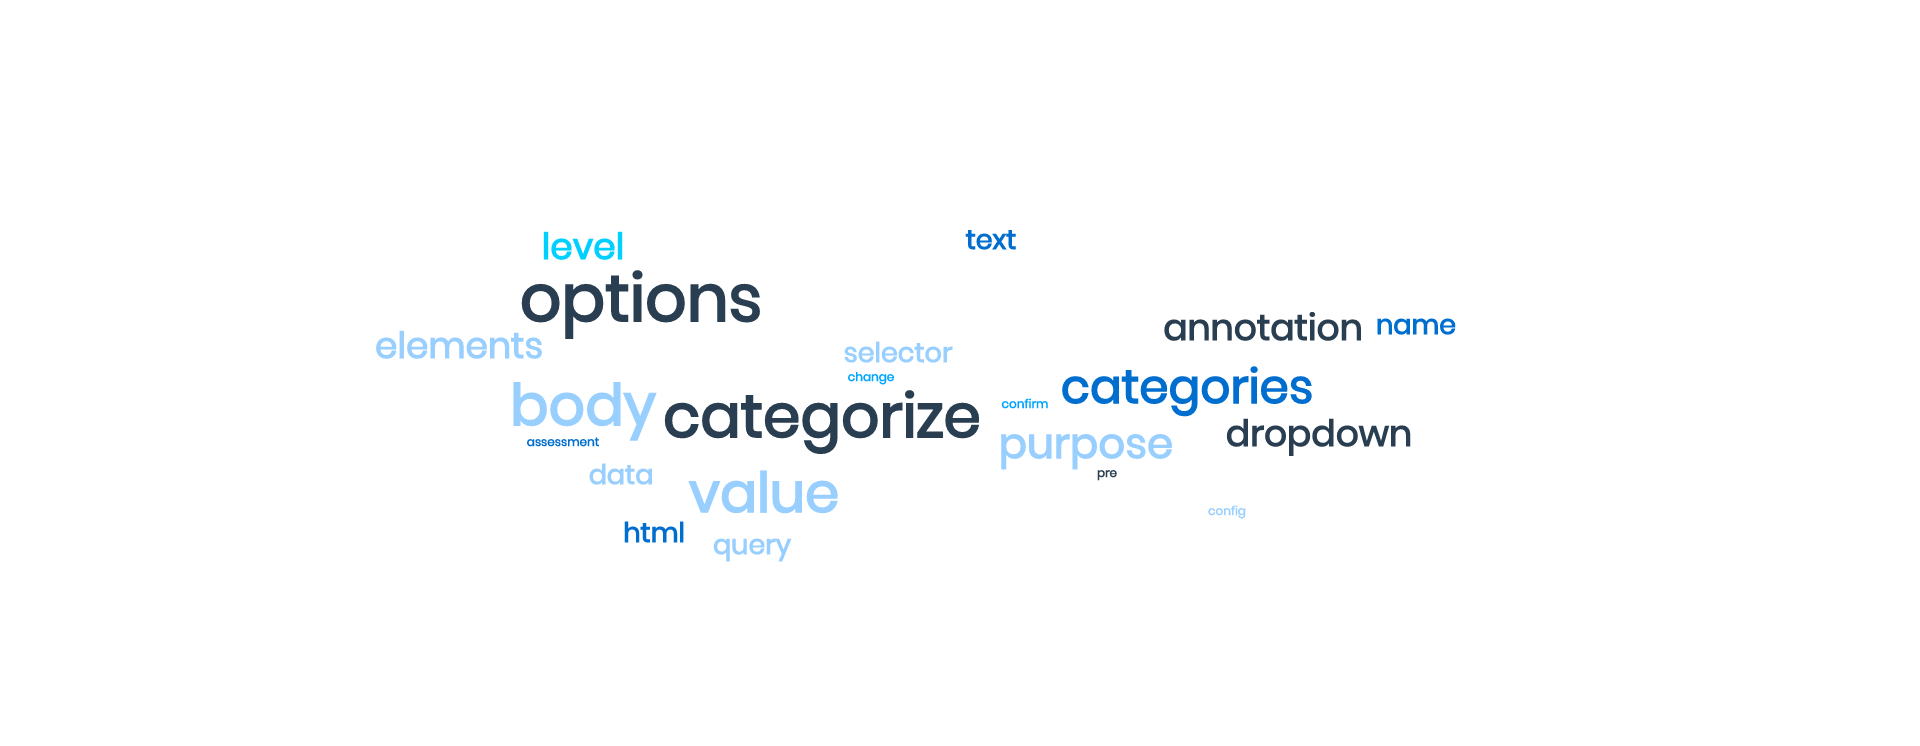 level
text
options
annotation name
elements
selector
change
categories
body
categorize
confirm
dropdown
assessment
purpose
data
pre
value
config
html
query